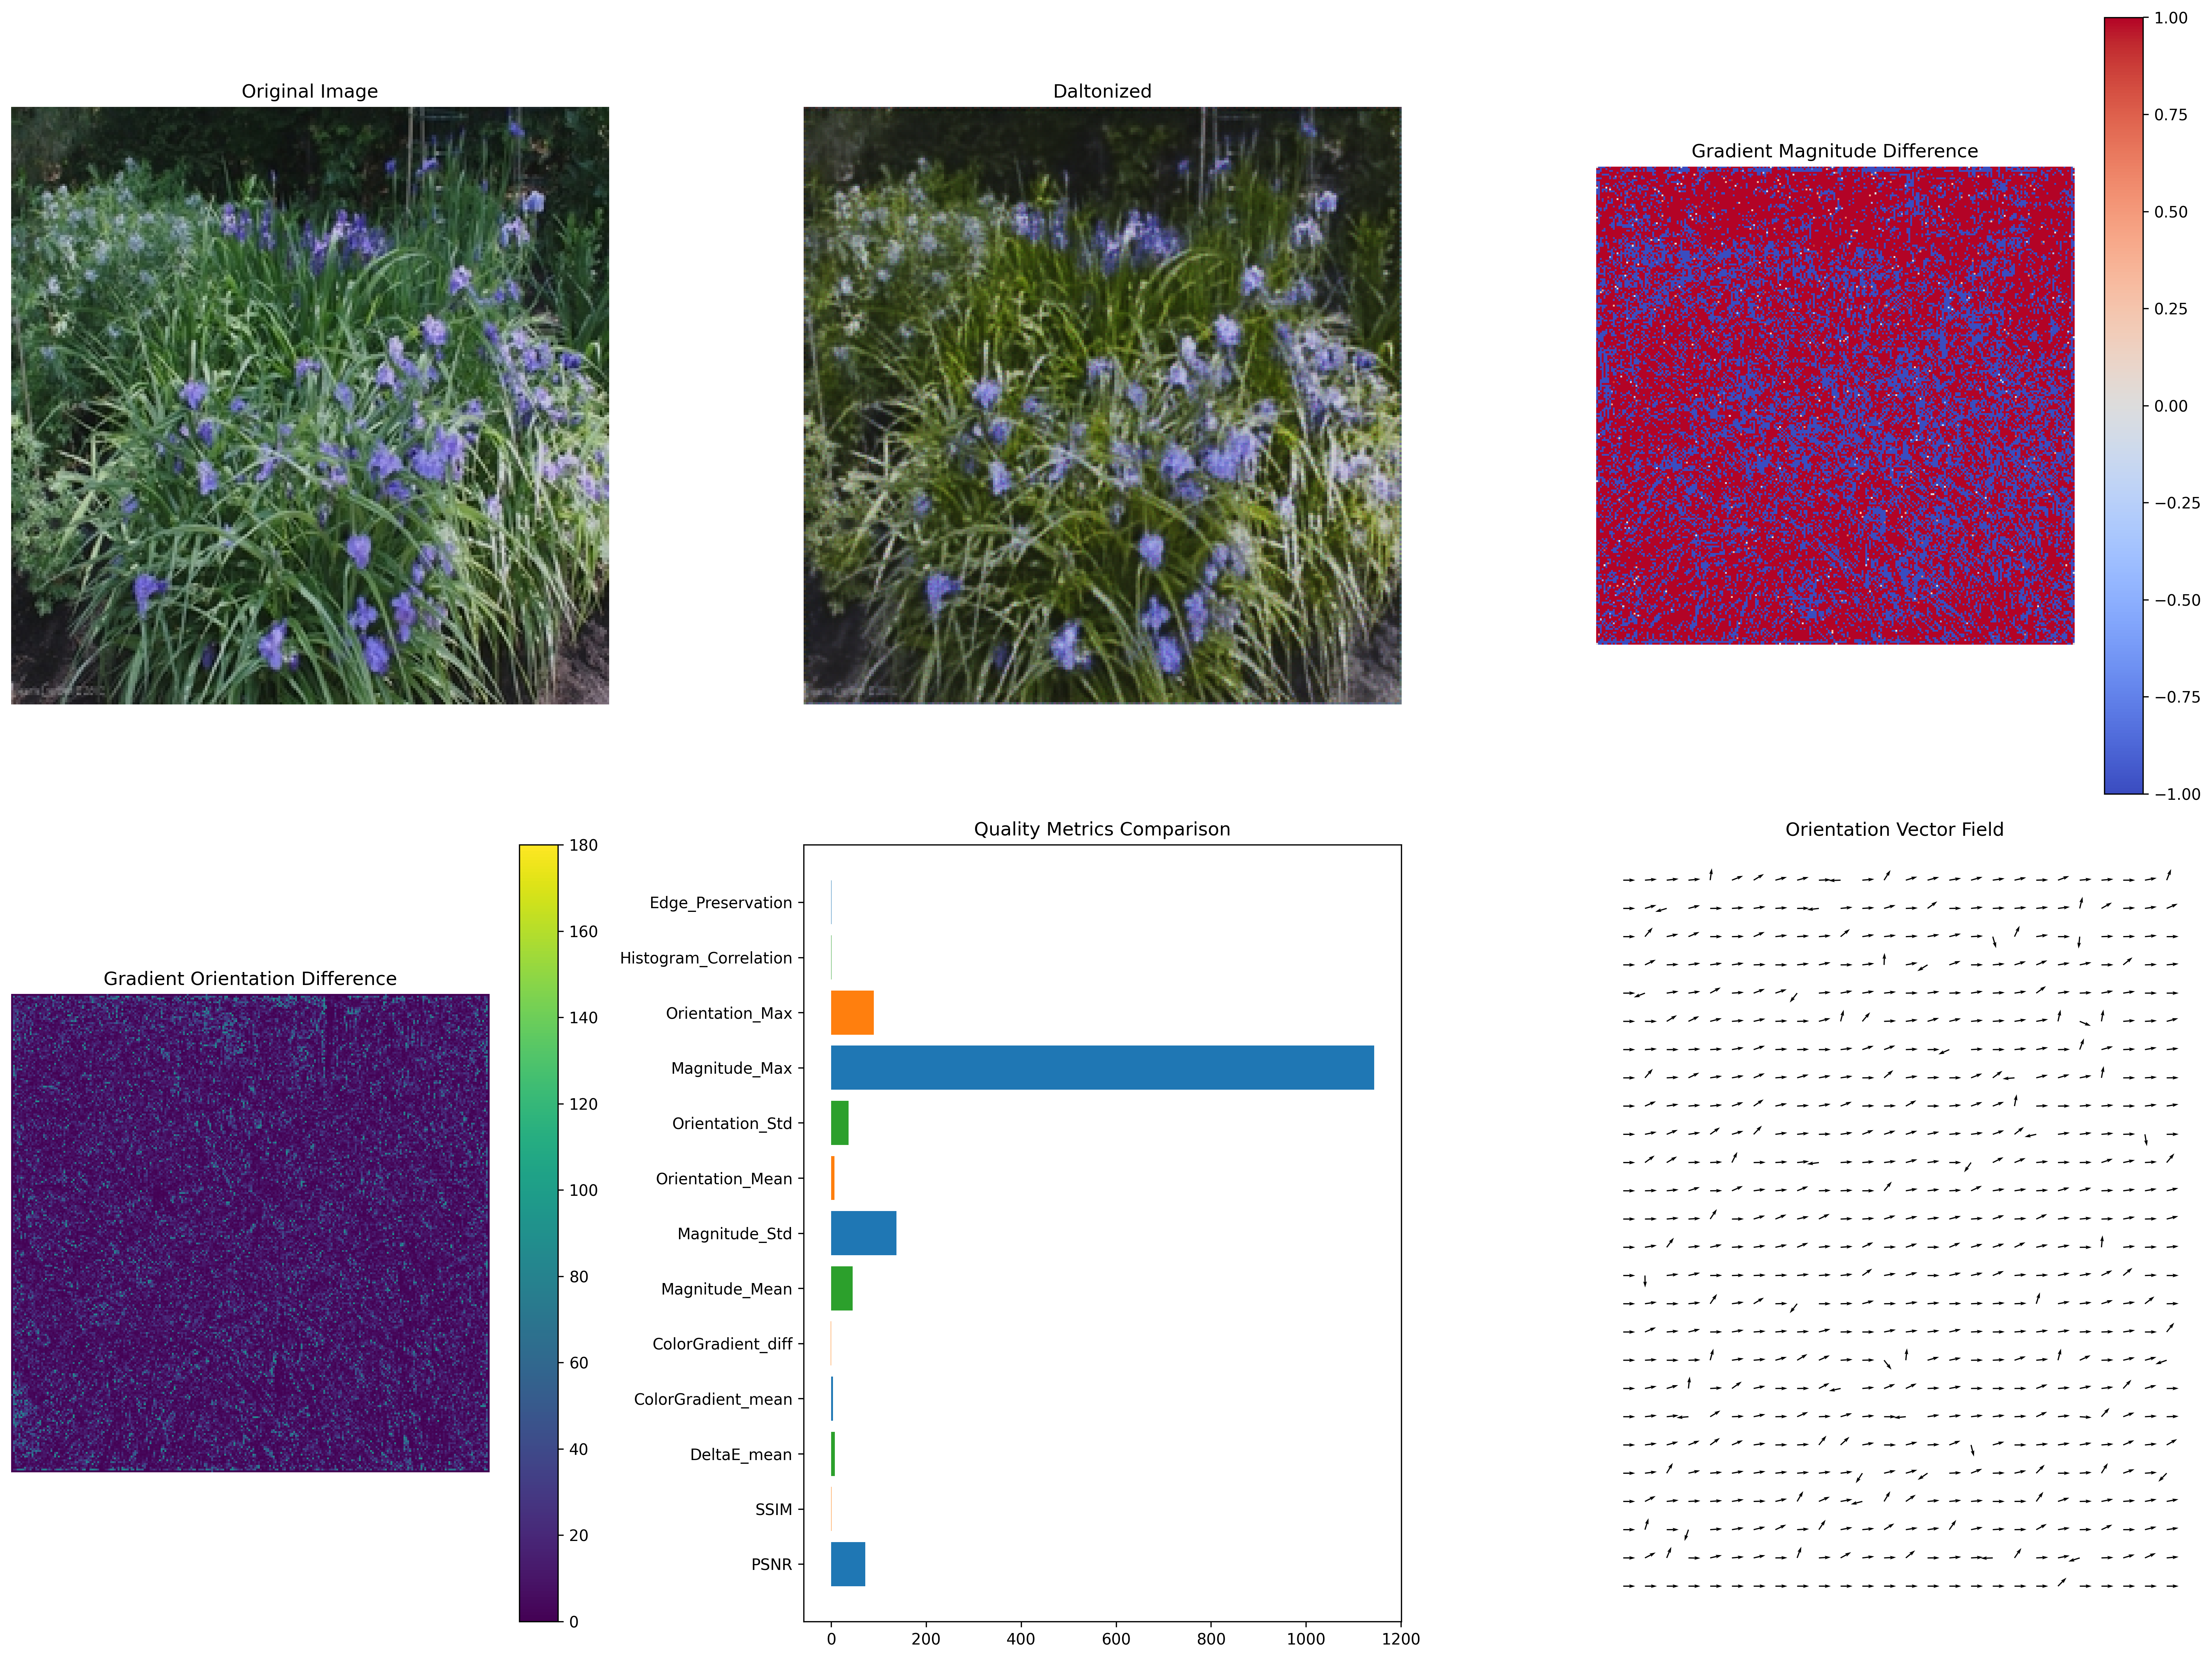 Original Image
Daltonized
Gradient Magnitude Difference
1.00
0.75
0.50
0.25
0.00
−0.25
−0.50
−0.75
−1.00
Gradient Orientation Difference
180
160
140
120
100
80
60
40
20
0
Quality Metrics Comparison
Edge_Preservation
Histogram_Correlation
Orientation_Max
Magnitude_Max
Orientation_Std
Orientation_Mean
Magnitude_Std
Magnitude_Mean
ColorGradient_diff
ColorGradient_mean
DeltaE_mean
SSIM
PSNR
0 200 400 600 800 1000 1200
Orientation Vector Field